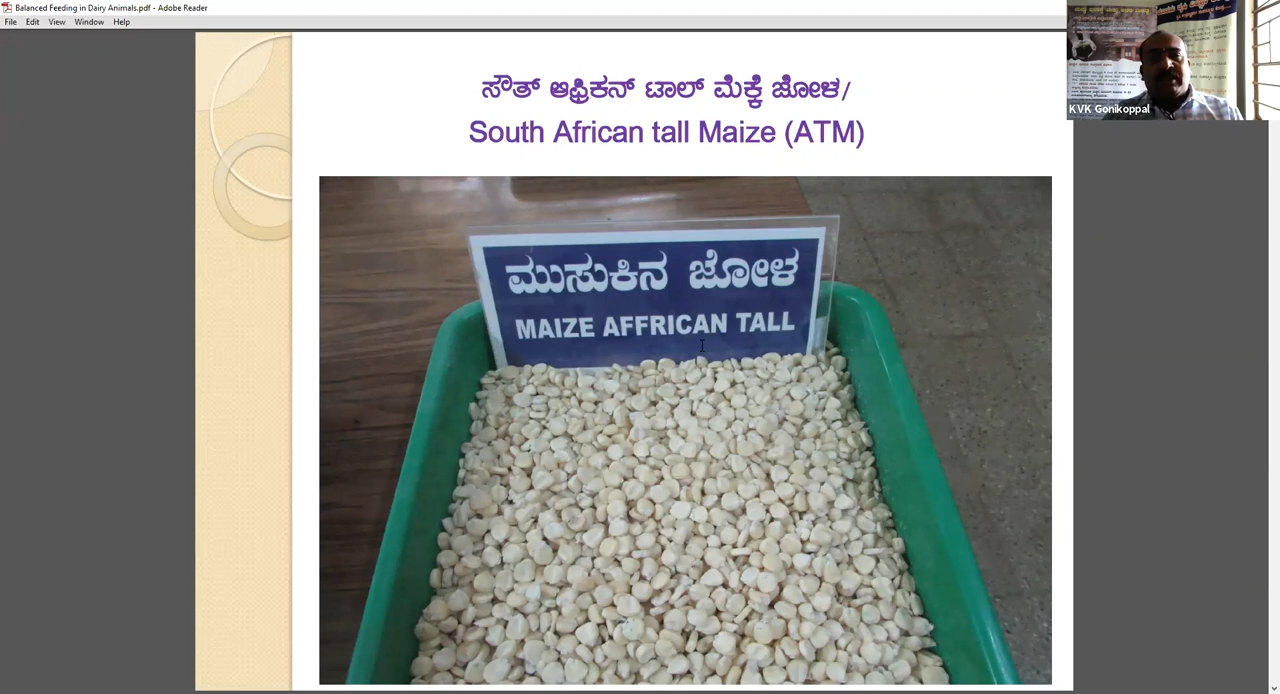 Balanced Feeding in Dairy Animals.pdf - Adobe Reader
File Edit View Window Help
KVK Gonikoppal
ಸೌತ್ ಆಫ್ರಿಕನ್ ಟಾಲ್ ಮೆಕ್ಕೆ ಜೋಳ/
South African tall Maize (ATM)
ಮುಸುಕಿನ ಜೋಳ
MAIZE AFFRICAN TALL